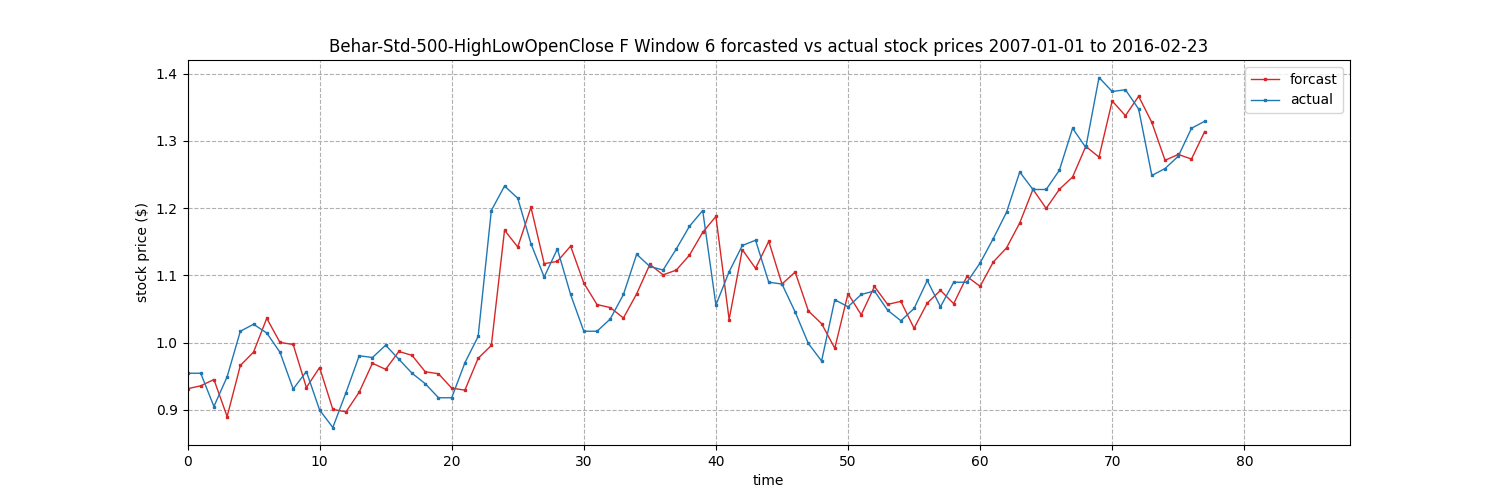 Behar-Std-500-HighLowOpenClose F Window 6 forcasted vs actual stock prices 2007-01-01 to 2016-02-23
forcast
actual
stock price ($)
1.4
1.3
1.2
1.1
1.0
0.9
0 10 20 30 40 50 60 70 80
time